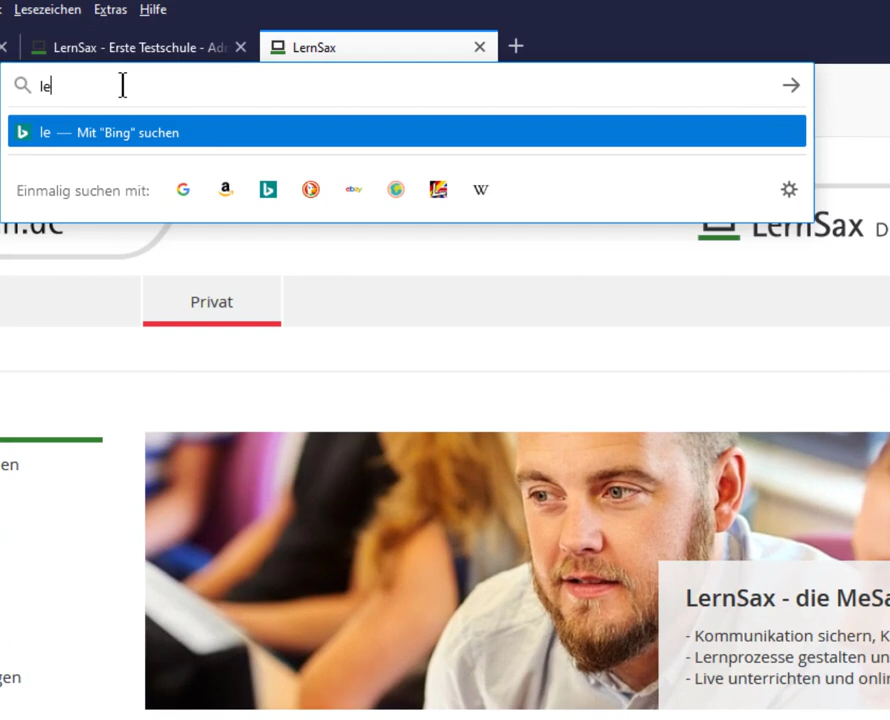 Lesezeichen Extras Hilfe
LernSax - Erste Testschule - Adr
LernSax
le
le — Mit "Bing" suchen
Einmalig suchen mit:
ebay
W
LernSax D
Privat
en
LernSax - die MeSa
- Kommunikation sichern, K
- Lernprozesse gestalten un
- Live unterrichten und onli
gen